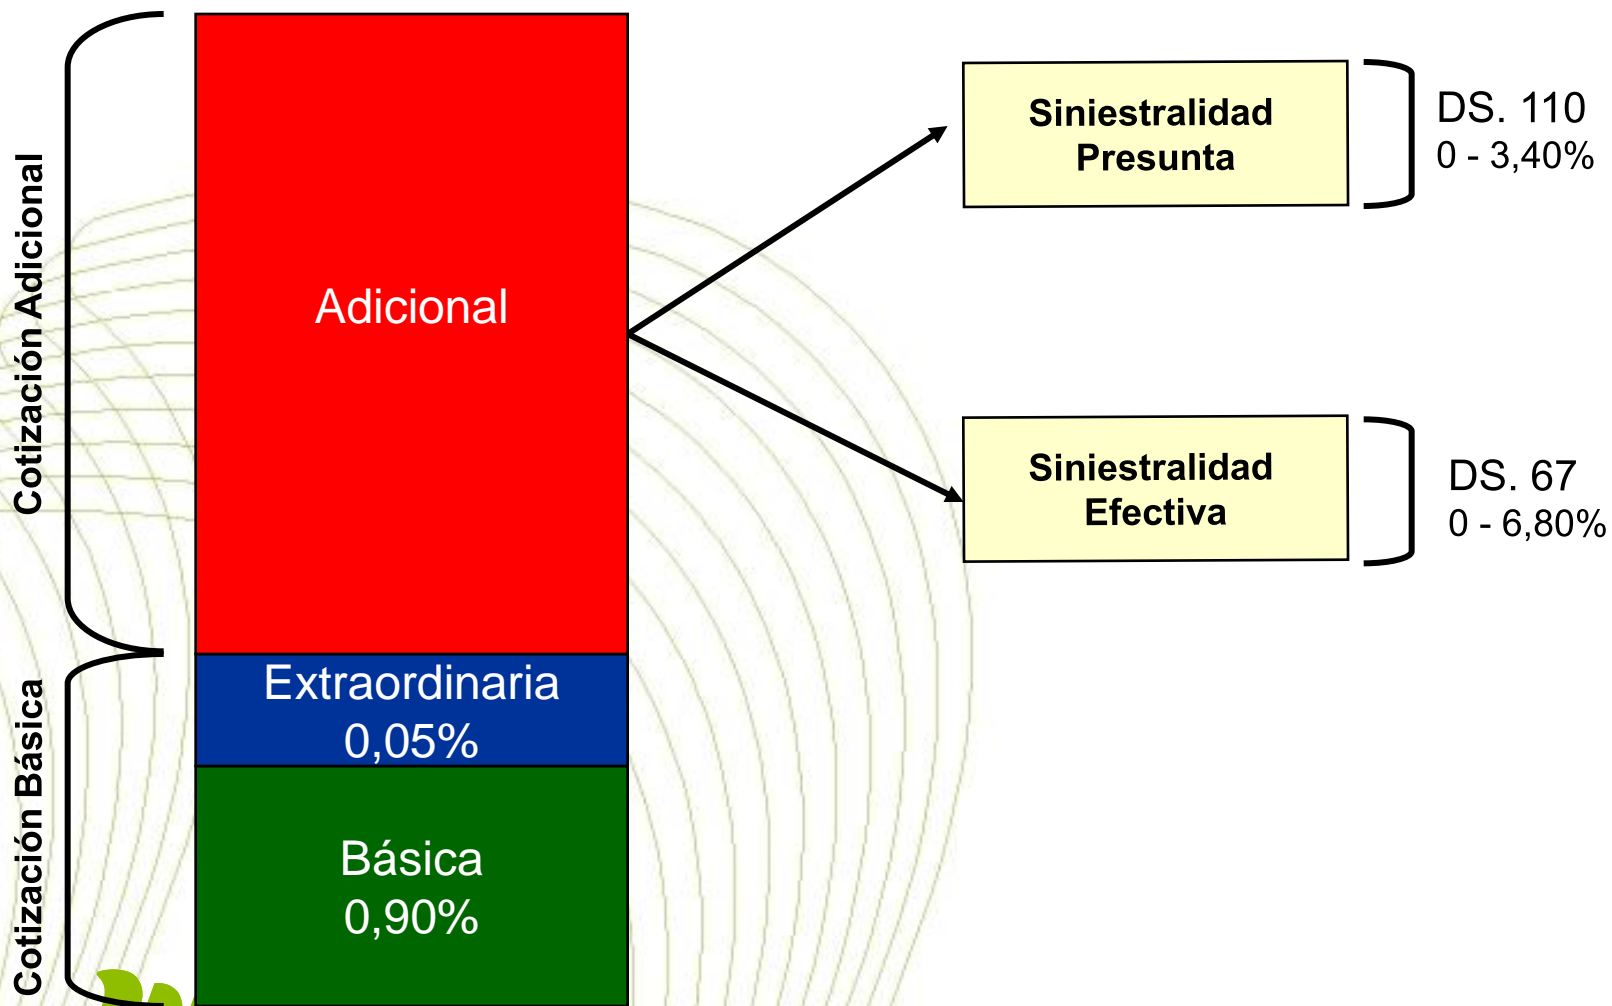 Cotización Adicional
Cotización Básica
Adicional
Extraordinaria
0,05%
Básica
0,90%
Siniestralidad
Presunta
DS. 110
0 - 3,40%
Siniestralidad
Efectiva
DS. 67
0 - 6,80%